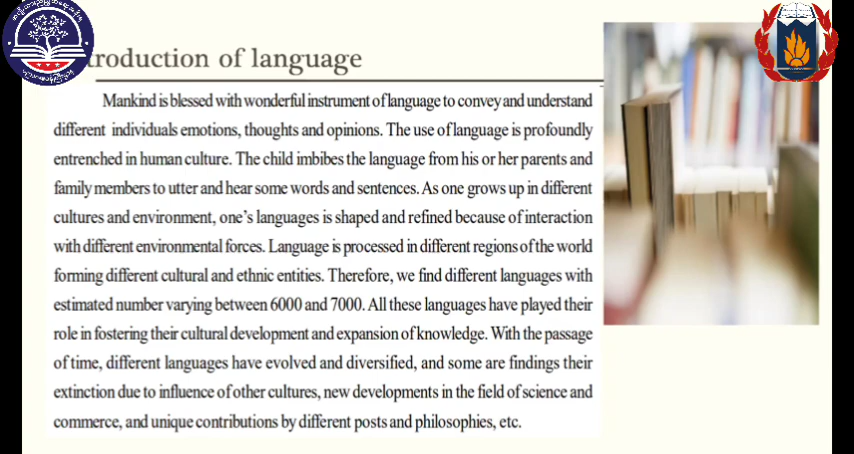 troduction of language
Mankind is blessed with wonderful instrument of language to convey and understand
different individuals emotions, thoughts and opinions. The use of language is profoundly
entrenched in human culture. The child imbibes the language from his or her parents and
family members to utter and hear some words and sentences. As one grows up in different
cultures and environment, one's languages is shaped and refined because of interaction
with different environmental forces. Language is processed in different regions of the world
forming different cultural and ethnic entities. Therefore, we find different languages with
estimated number varying between 6000 and 7000. All these languages have played their
role in fostering their cultural development and expansion of knowledge. With the passage
of time, different languages have evolved and diversified, and some are findings their
extinction due to influence of other cultures, new developments in the field of science and
commerce, and unique contributions by different posts and philosophies, etc.